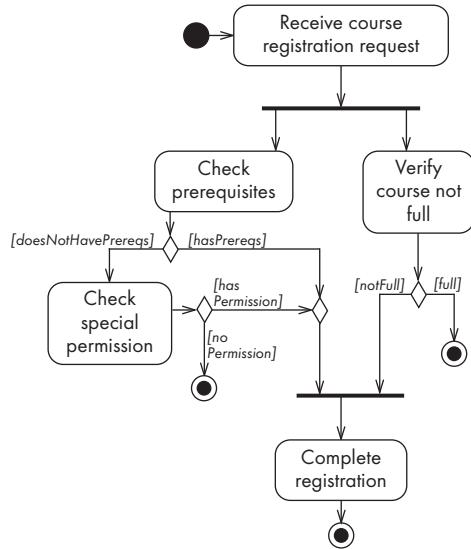 Receive course
registration request
Check
prerequisites
Verify
course not
full
[doesNotHavePrereqs]
[hasPrereqs]
Check
special
permission
[has
Permission]
[no
Permission]
[notFull]
[full]
Complete
registration